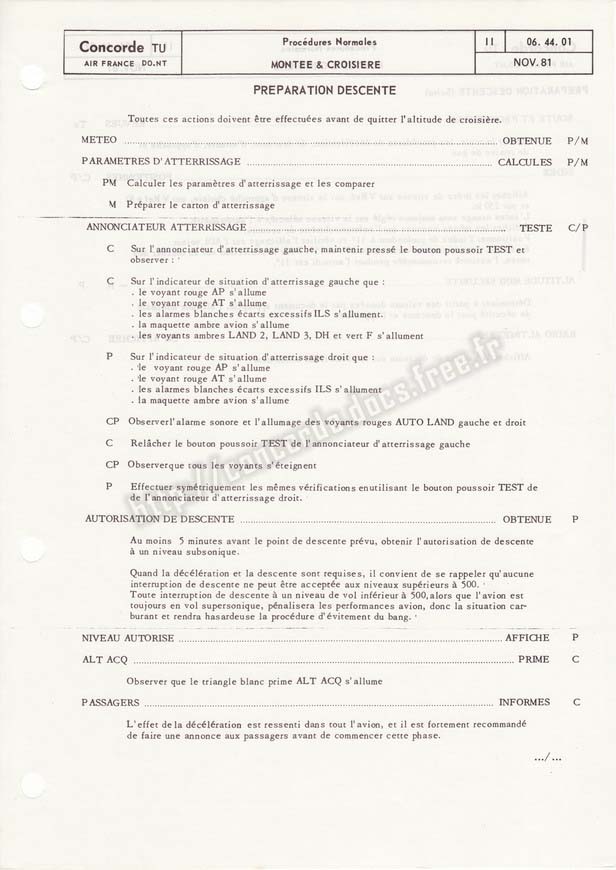 Concorde TU
AIR FRANCE DO.NT
Procédures Normales
MONTEE & CROISIERE
11
06. 44. 01
NOV. 81
PREPARATION DESCENTE
Toutes ces actions doivent être effectuées avant de quitter l'altitude de croisière.
METEO ........ OBTENUE P/M
PARAMETRES D'ATTERRISSAGE ........ CALCULES P/M
PM Calculer les paramètres d'atterrissage et les comparer
M Préparer le carton d'atterrissage
ANNONCIATEUR ATTERRISSAGE ........ TESTE C/P
C Sur l'annonciateur d'atterrissage gauche, maintenir pressé le bouton poussoir TEST et
observer :
C Sur l'indicateur de situation d'atterrissage gauche que :
. le voyant rouge AP s'allume
. le voyant rouge AT s'allume
. les alarmes blanches écarts excessifs ILS s'allument.
. la maquette ambre avion s'allume
. les voyants ambres LAND 2, LAND 3, DH et vert F s'allument
P Sur l'indicateur de situation d'atterrissage droit que :
. le voyant rouge AP s'allume
. le voyant rouge AT s'allume
. les alarmes blanches écarts excessifs ILS s'allument
. la maquette ambre avion s'allume
CP Observerl'alarme sonore et l'allumage des voyants rouges AUTO LAND gauche et droit
C Relâcher le bouton poussoir TEST de l'annonciateur d'atterrissage gauche
CP Observerque tous les voyants s'éteignent
P Effectuer symétriquement les mêmes vérifications enutilisant le bouton poussoir TEST de
de l'annonciateur d'atterrissage droit.
AUTORISATION DE DESCENTE ........ OBTENUE P
Au moins 5 minutes avant le point de descente prévu, obtenir l'autorisation de descente
à un niveau subsonique.
Quand la décélération et la descente sont requises, il convient de se rappeler qu'aucune
interruption de descente ne peut être acceptée aux niveaux supérieurs à 500.
Toute interruption de descente à un niveau de vol inférieur à 500, alors que l'avion est
toujours en vol supersonique, pénalisera les performances avion, donc la situation car-
burant et rendra hasardeuse la procédure d'évitement du bang.
NIVEAU AUTORISE ........ AFFICHE P
ALT ACQ ........ PRIME C
Observer que le triangle blanc prime ALT ACQ s'allume
PASSAGERS ........ INFORMES C
L'effet de la décélération est ressenti dans tout l'avion, et il est fortement recommandé
de faire une annonce aux passagers avant de commencer cette phase.
.../...
http://concordedocs.free.fr